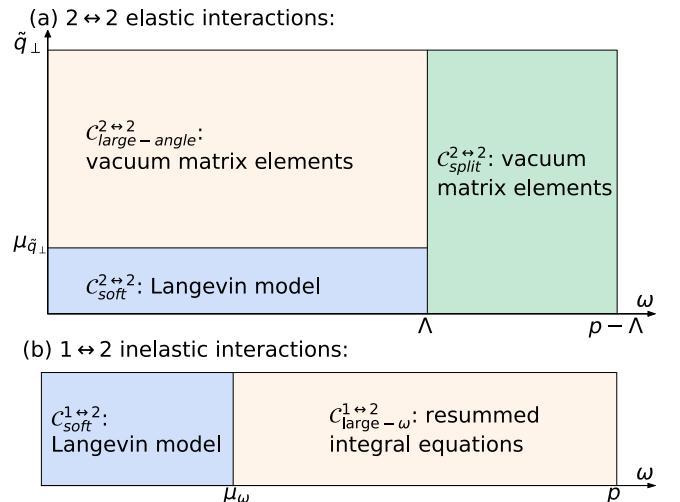 (a) 2 ↔ 2 elastic interactions:
q̃⊥
𝒞^{2↔2}_{large−angle}:
vacuum matrix elements
𝒞^{2↔2}_{split}: vacuum
matrix elements
μ_{q̃⊥}
𝒞^{2↔2}_{soft}: Langevin model
ω
Λ
p − Λ
(b) 1 ↔ 2 inelastic interactions:
𝒞^{1↔2}_{soft}:
Langevin model
𝒞^{1↔2}_{large−ω}: resummed
integral equations
μ_ω
p
ω